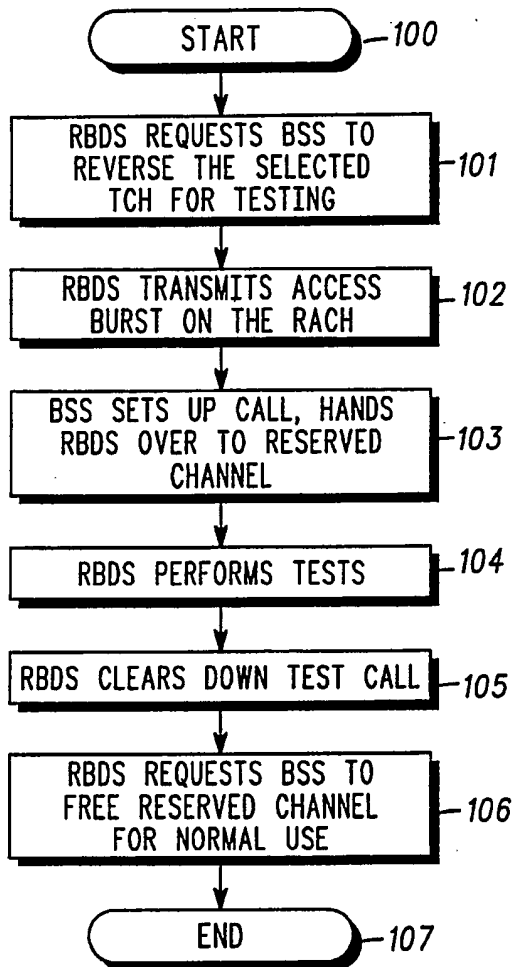 START
100
RBDS REQUESTS BSS TO
REVERSE THE SELECTED
TCH FOR TESTING
101
RBDS TRANSMITS ACCESS
BURST ON THE RACH
102
BSS SETS UP CALL, HANDS
RBDS OVER TO RESERVED
CHANNEL
103
RBDS PERFORMS TESTS
104
RBDS CLEARS DOWN TEST CALL
105
RBDS REQUESTS BSS TO
FREE RESERVED CHANNEL
FOR NORMAL USE
106
END
107